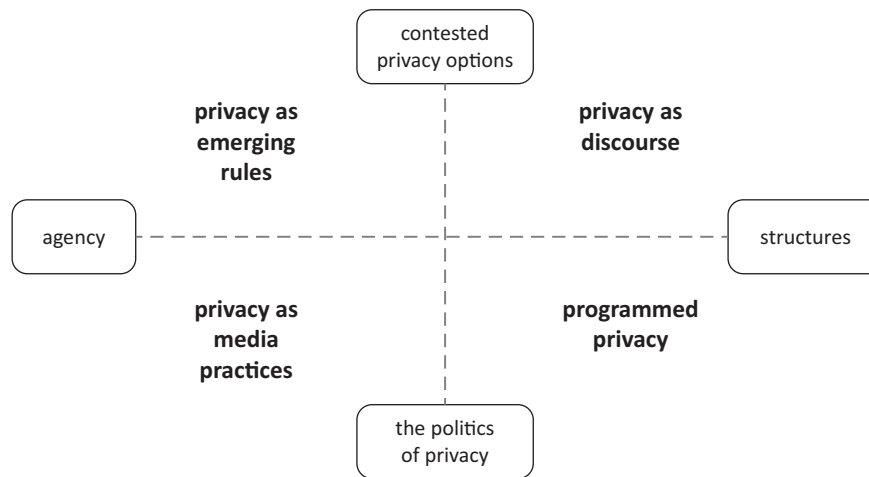 contested
privacy options
privacy as
emerging
rules
privacy as
discourse
agency
structures
privacy as
media
practices
programmed
privacy
the politics
of privacy